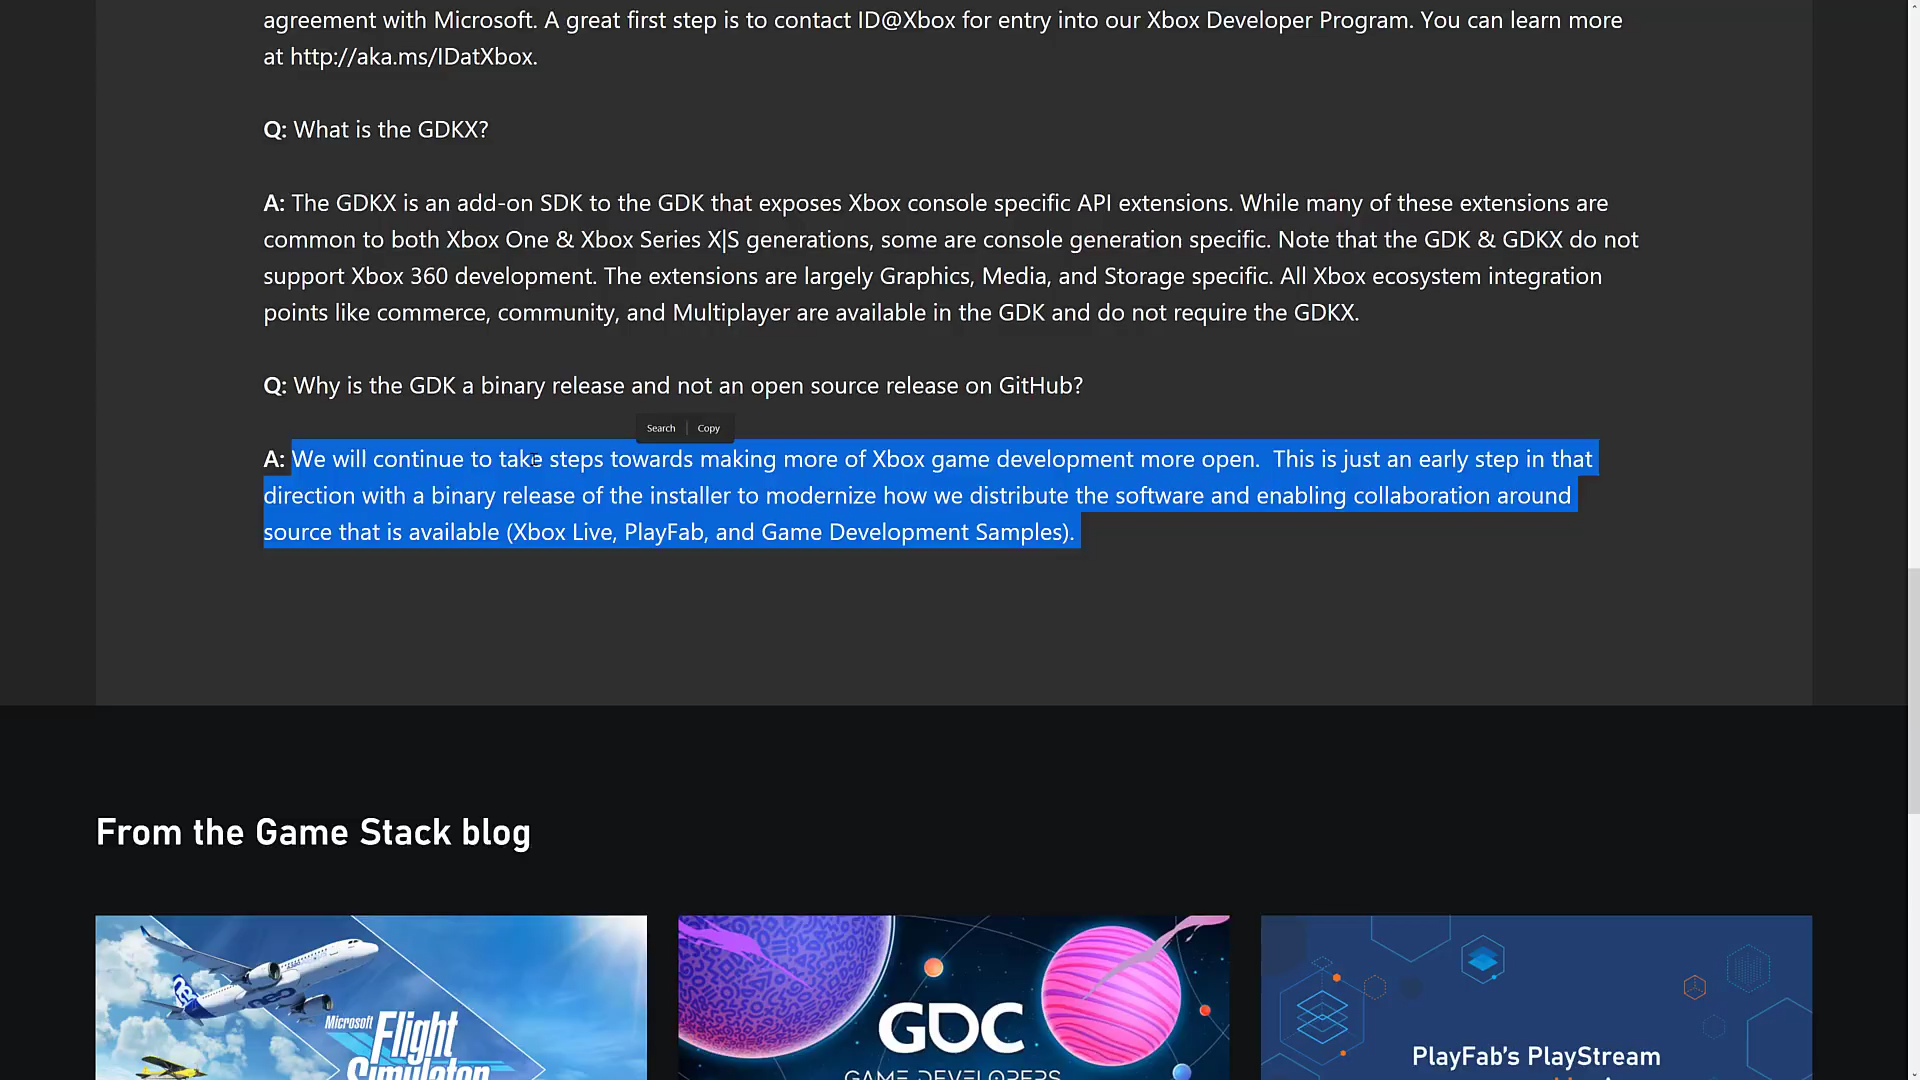 agreement with Microsoft. A great first step is to contact ID@Xbox for entry into our Xbox Developer Program. You can learn more
at http://aka.ms/IDatXbox.
Q: What is the GDKX?
A: The GDKX is an add-on SDK to the GDK that exposes Xbox console specific API extensions. While many of these extensions are
common to both Xbox One & Xbox Series X|S generations, some are console generation specific. Note that the GDK & GDKX do not
support Xbox 360 development. The extensions are largely Graphics, Media, and Storage specific. All Xbox ecosystem integration
points like commerce, community, and Multiplayer are available in the GDK and do not require the GDKX.
Q: Why is the GDK a binary release and not an open source release on GitHub?
Search Copy
A: We will continue to take steps towards making more of Xbox game development more open.  This is just an early step in that
direction with a binary release of the installer to modernize how we distribute the software and enabling collaboration around
source that is available (Xbox Live, PlayFab, and Game Development Samples).
From the Game Stack blog
neo
Microsoft Flight
Simulator
GDC
GAME DEVELOPERS
PlayFab's PlayStream